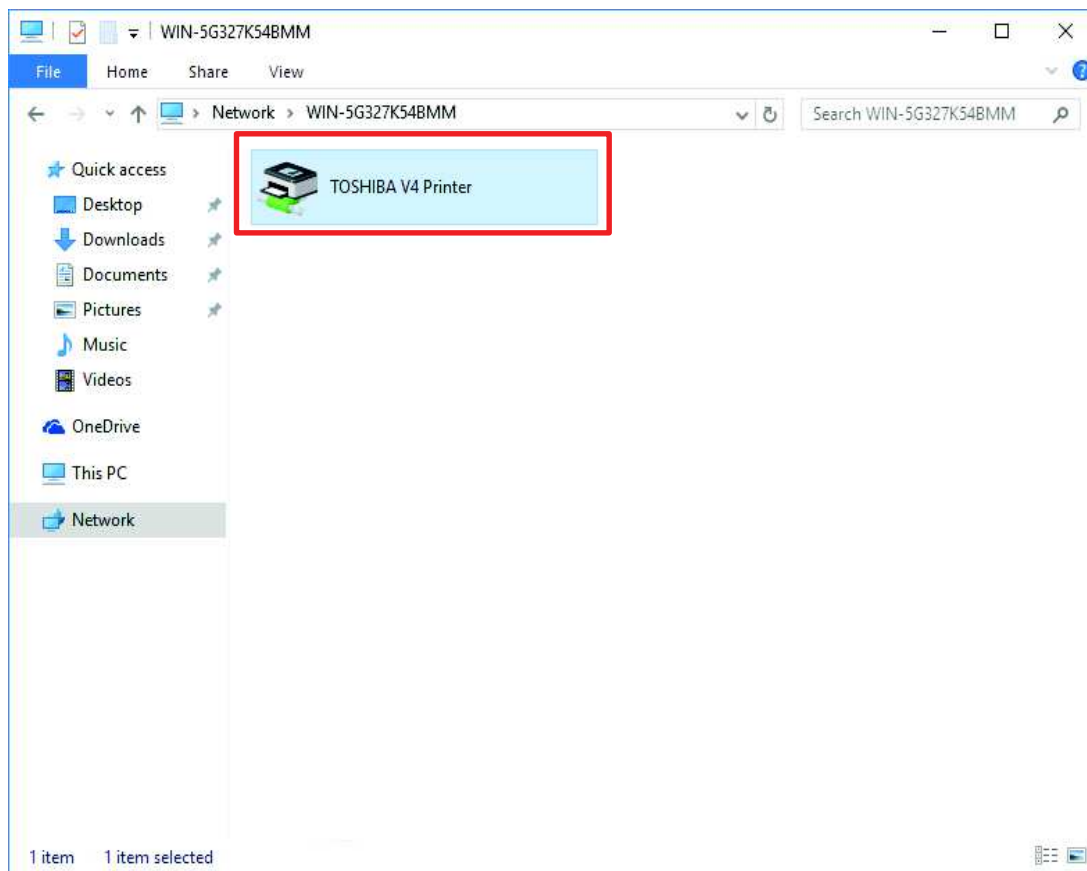 WIN-5G327K54BMM
File Home Share View
Network > WIN-5G327K54BMM
Search WIN-5G327K54BMM
Quick access
TOSHIBA V4 Printer
Desktop
Downloads
Documents
Pictures
Music
Videos
OneDrive
This PC
Network
1 item 1 item selected